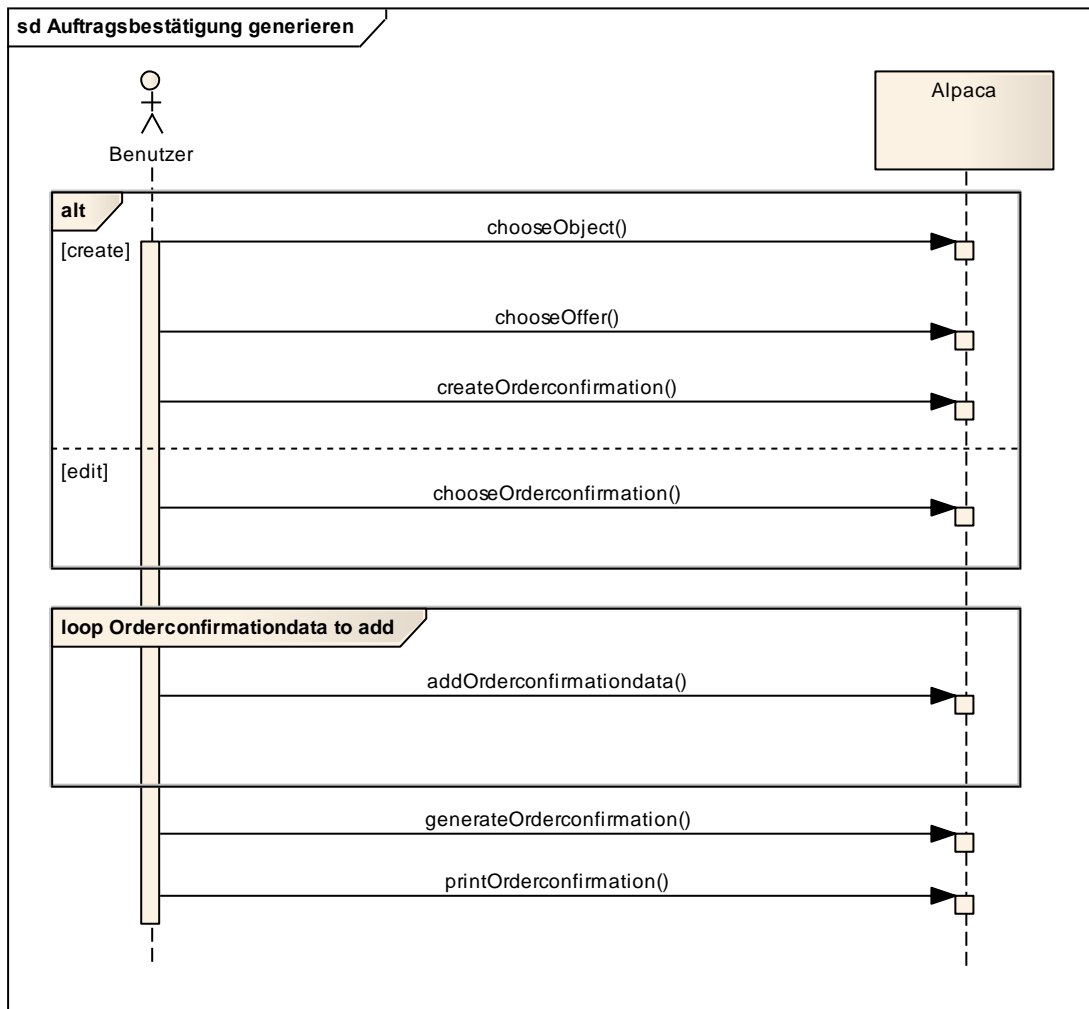 sd Auftragsbestätigung generieren
Alpaca
Benutzer
alt
[create]
chooseObject()
chooseOffer()
createOrderconfirmation()
[edit]
chooseOrderconfirmation()
loop Orderconfirmationdata to add
addOrderconfirmationdata()
generateOrderconfirmation()
printOrderconfirmation()